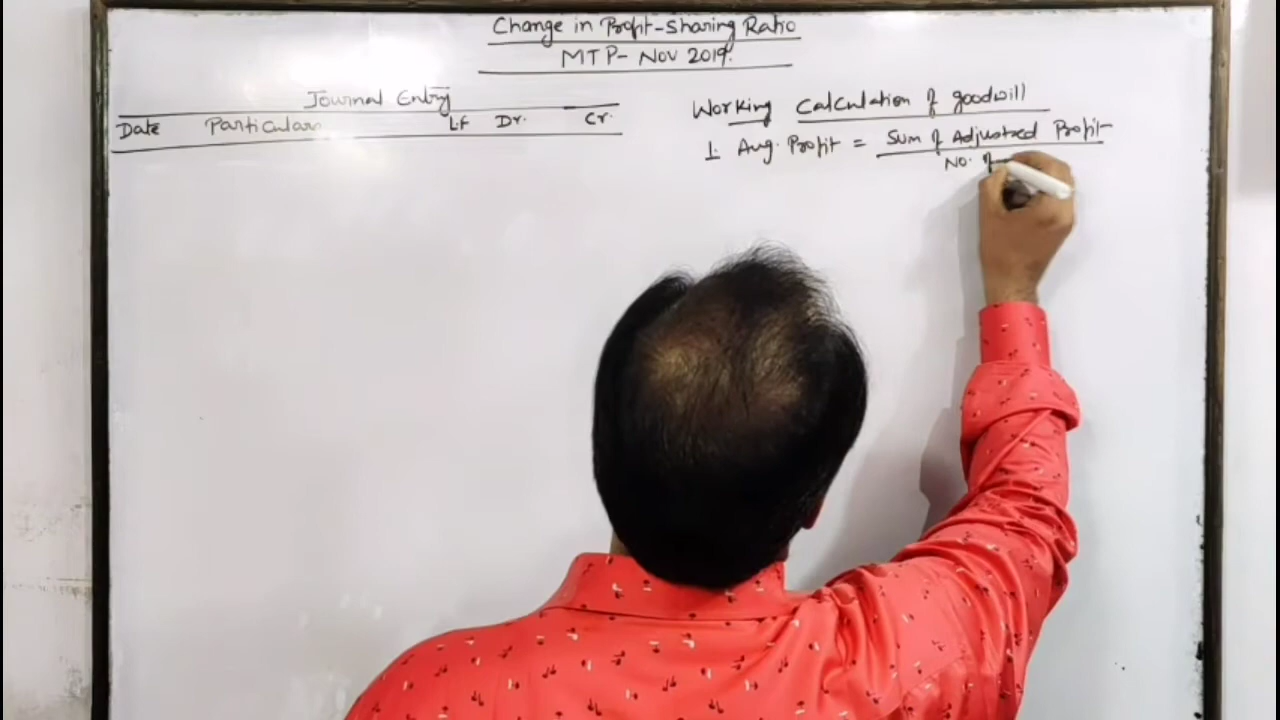 Change in Profit-Sharing Ratio
MTP- Nov 2019.
Journal Entry
Date Particulars LF Dr. Cr.
Working Calculation of goodwill
1. Avg. Profit = Sum of Adjusted Profit
No. of